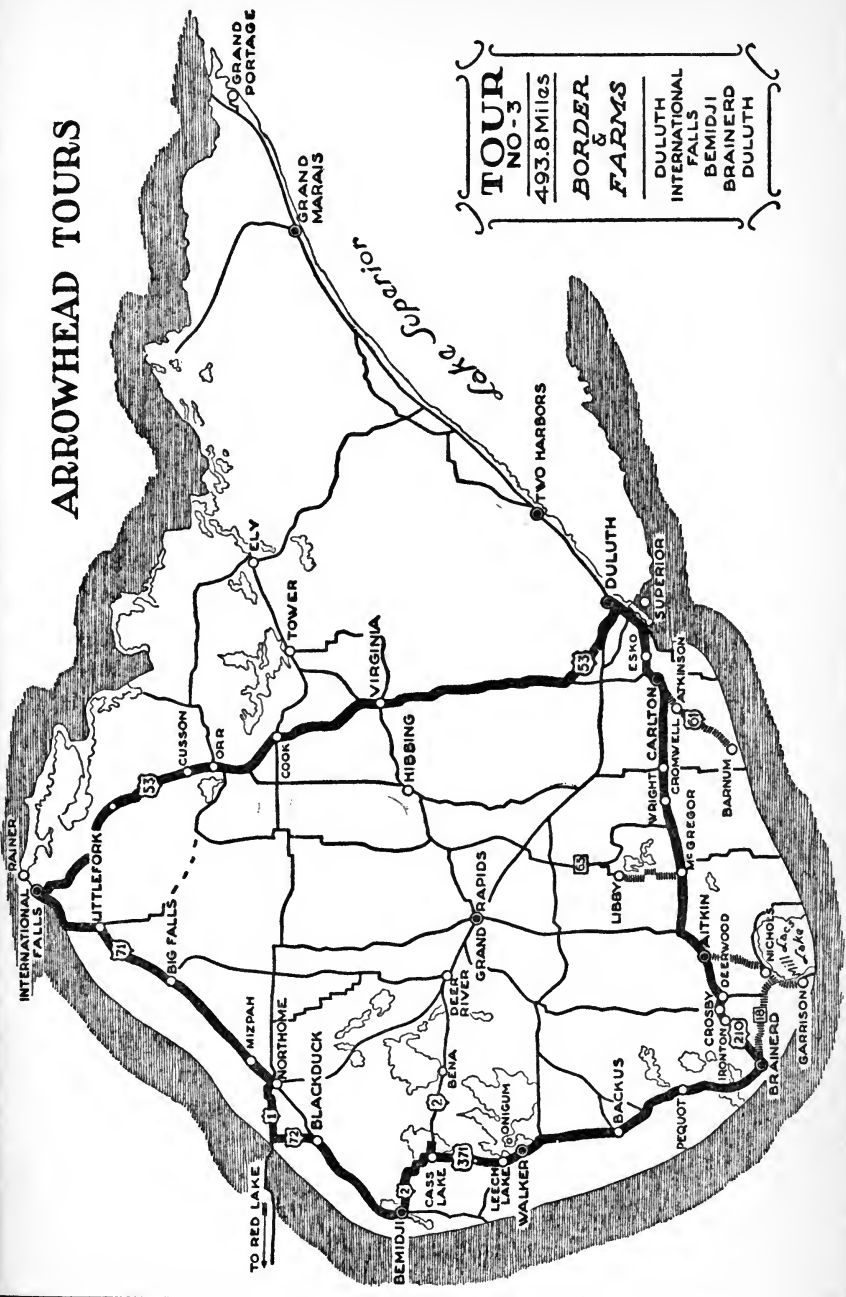 ARROWHEAD TOURS
TOUR
NO-3
493.8 Miles
BORDER
&
FARMS
DULUTH
INTERNATIONAL
FALLS
BEMIDJI
BRAINERD
DULUTH
GRAND
PORTAGE
GRAND
MARAIS
Lake Superior
TWO HARBORS
DULUTH
SUPERIOR
ELY
TOWER
VIRGINIA
53
ESKO
CARLTON
ATKINSON
61
BARNUM
CROMWELL
WRIGHT
McGREGOR
LIBBY
65
HIBBING
COOK
ORR
CUSSON
53
RAINER
INTERNATIONAL
FALLS
LITTLEFORK
71
BIG FALLS
MIZPAH
NORTHOME
1
72
BLACKDUCK
TO RED LAKE
BEMIDJI
2
CASS
LAKE
2
BENA
DEER
RIVER
GRAND RAPIDS
371
LEECH
LAKE
ONIGUM
WALKER
BACKUS
PEQUOT
BRAINERD
210
IRONTON
CROSBY
DEERWOOD
AITKIN
18
NICHOLS
Mill Lacs
Lake
GARRISON